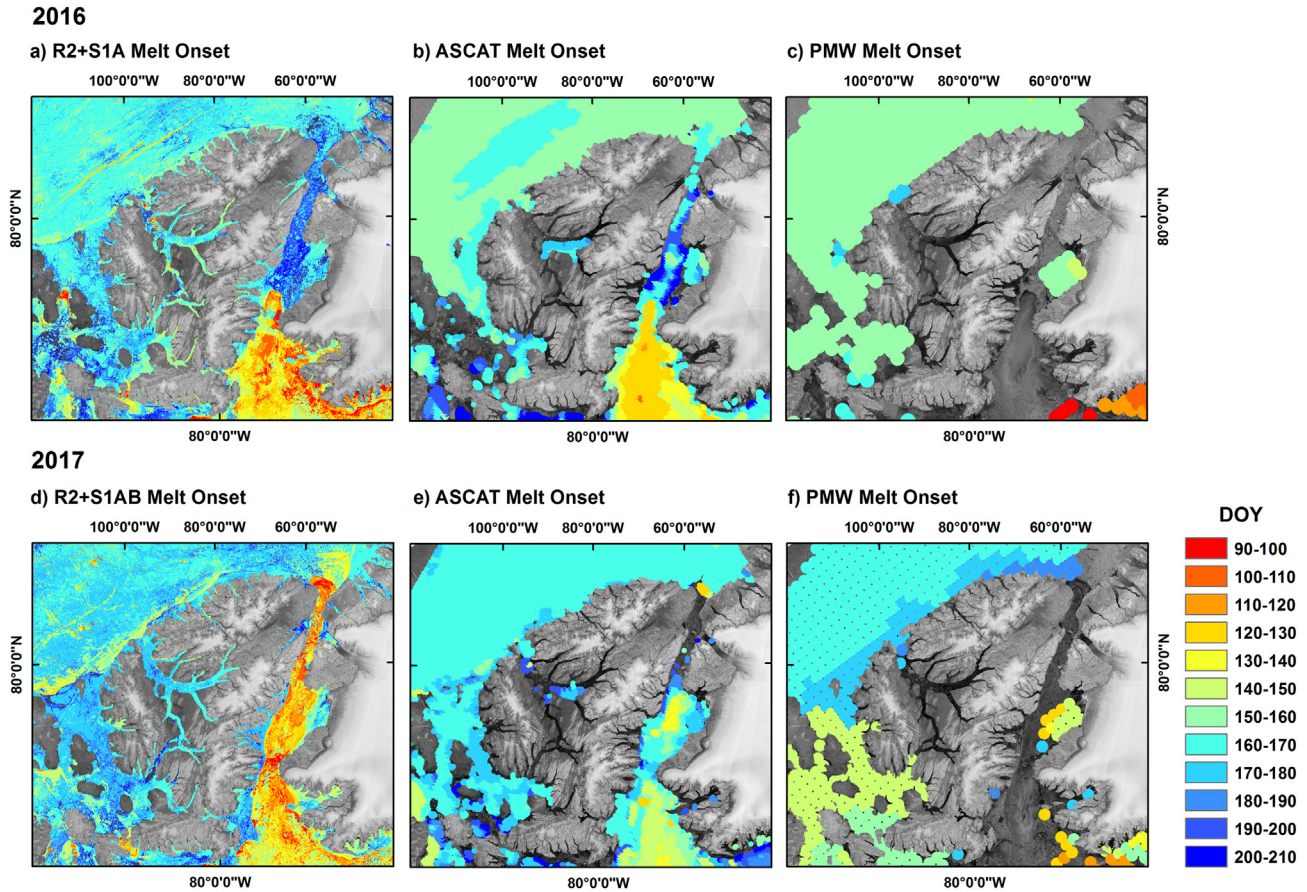 2016
a) R2+S1A Melt Onset
b) ASCAT Melt Onset
c) PMW Melt Onset
100°0'0"W 80°0'0"W 60°0'0"W
100°0'0"W 80°0'0"W 60°0'0"W
100°0'0"W 80°0'0"W 60°0'0"W
80°0'0"N
80°0'0"N
80°0'0"W
80°0'0"W
80°0'0"W
2017
d) R2+S1AB Melt Onset
e) ASCAT Melt Onset
f) PMW Melt Onset
100°0'0"W 80°0'0"W 60°0'0"W
100°0'0"W 80°0'0"W 60°0'0"W
100°0'0"W 80°0'0"W 60°0'0"W
80°0'0"N
80°0'0"N
80°0'0"W
80°0'0"W
80°0'0"W
DOY
90-100
100-110
110-120
120-130
130-140
140-150
150-160
160-170
170-180
180-190
190-200
200-210